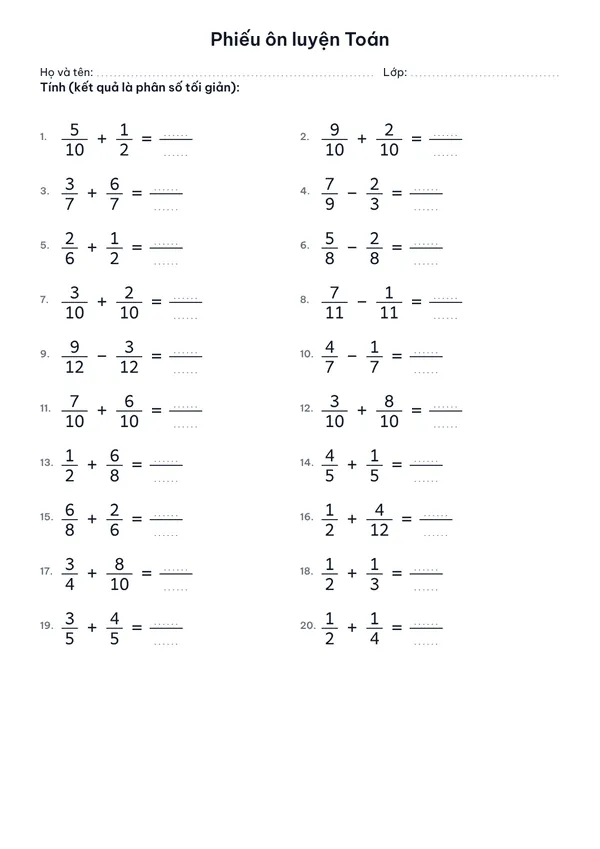 Phiếu ôn luyện Toán
Họ và tên: ........................................ Lớp: ........................................
Tính (kết quả là phân số tối giản):
1. 5/10 + 1/2 = ....../......
2. 9/10 + 2/10 = ....../......
3. 3/7 + 6/7 = ....../......
4. 7/9 − 2/3 = ....../......
5. 2/6 + 1/2 = ....../......
6. 5/8 − 2/8 = ....../......
7. 3/10 + 2/10 = ....../......
8. 7/11 − 1/11 = ....../......
9. 9/12 − 3/12 = ....../......
10. 4/7 − 1/7 = ....../......
11. 7/10 + 6/10 = ....../......
12. 3/10 + 8/10 = ....../......
13. 1/2 + 6/8 = ....../......
14. 4/5 + 1/5 = ....../......
15. 6/8 + 2/6 = ....../......
16. 1/2 + 4/12 = ....../......
17. 3/4 + 8/10 = ....../......
18. 1/2 + 1/3 = ....../......
19. 3/5 + 4/5 = ....../......
20. 1/2 + 1/4 = ....../......